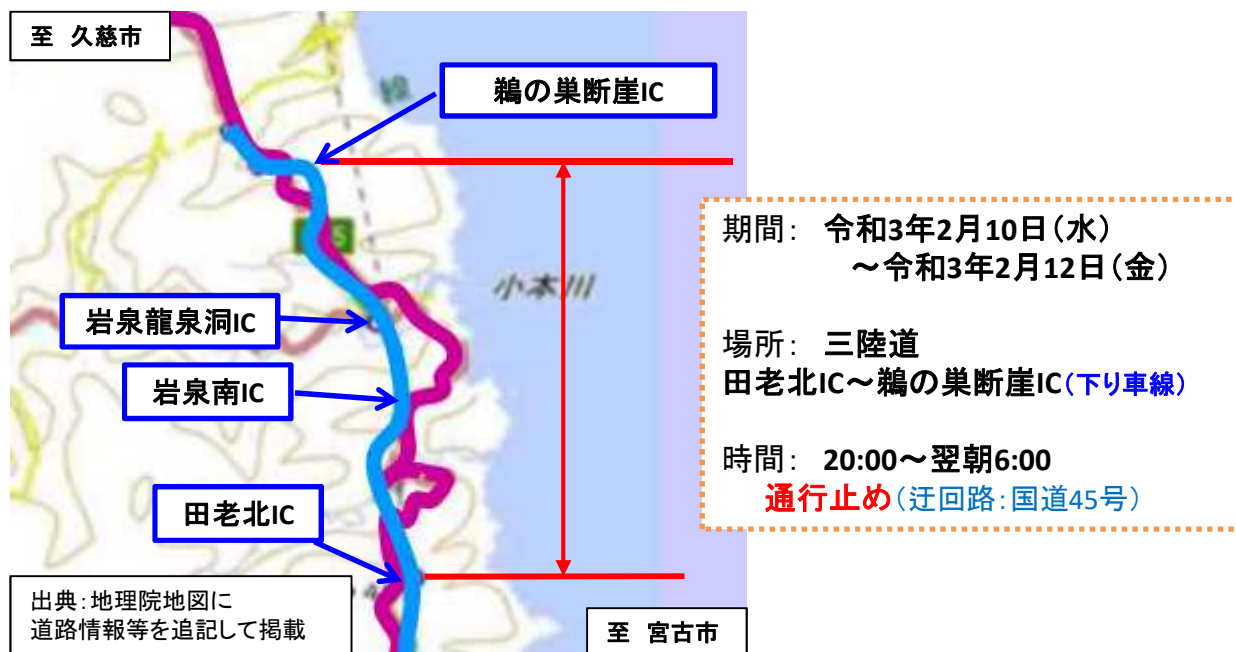 至 久慈市
鵜の巣断崖IC
小本川
岩泉龍泉洞IC
岩泉南IC
田老北IC
出典:地理院地図に
道路情報等を追記して掲載
至 宮古市
期間: 令和3年2月10日(水)
~令和3年2月12日(金)
場所: 三陸道
田老北IC~鵜の巣断崖IC(下り車線)
時間: 20:00~翌朝6:00
通行止め(迂回路:国道45号)